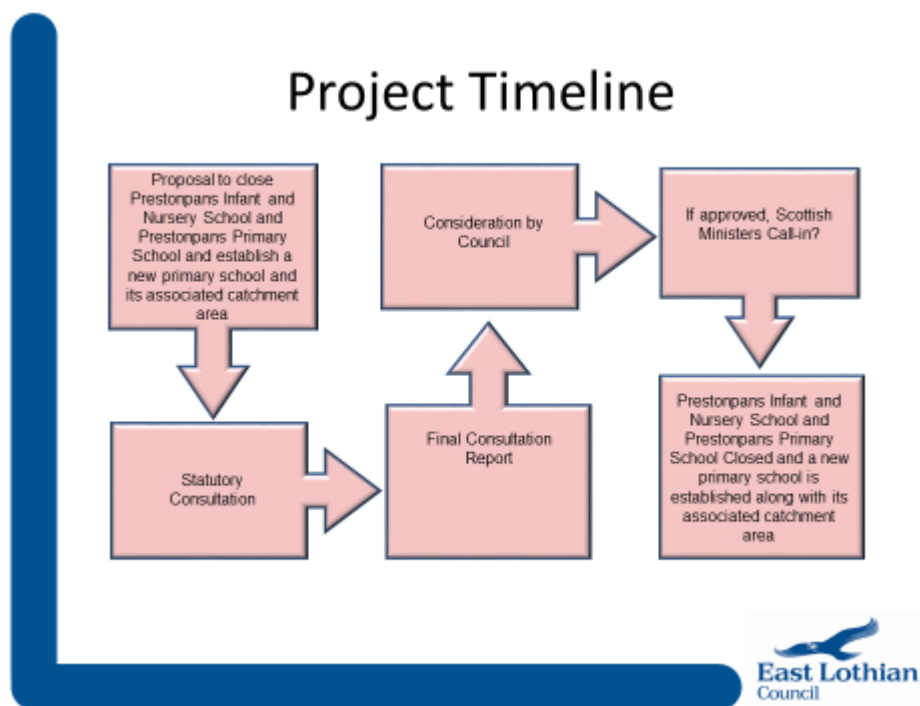 Project Timeline
Proposal to close
Prestonpans Infant and
Nursery School and
Prestonpans Primary
School and establish a
new primary school and
its associated catchment
area
Statutory
Consultation
Final Consultation
Report
Consideration by
Council
If approved, Scottish
Ministers Call-in?
Prestonpans Infant and
Nursery School and
Prestonpans Primary
School Closed and a new
primary school is
established along with its
associated catchment
area
East Lothian
Council